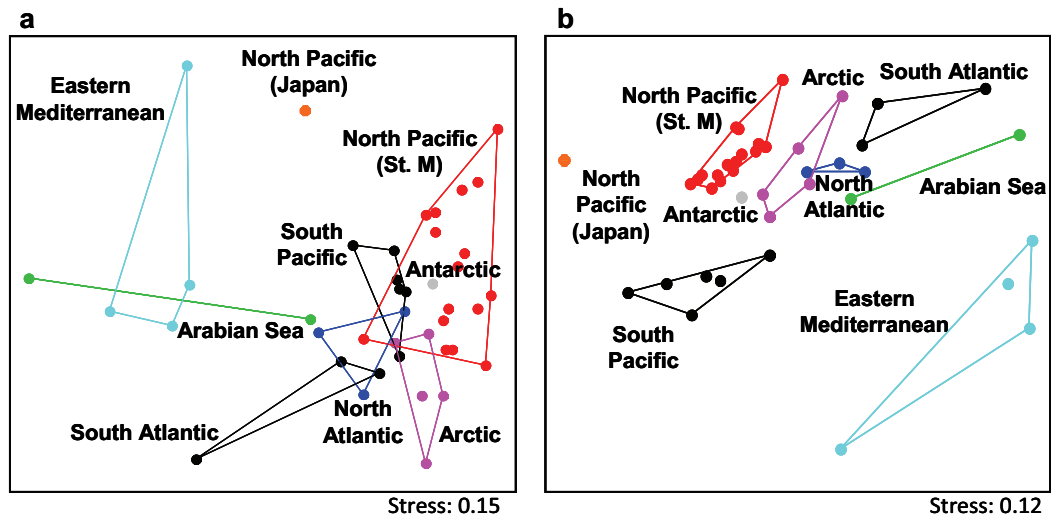 a
North Pacific
(Japan)
Eastern
Mediterranean
North Pacific
(St. M)
South
Pacific
Antarctic
Arabian Sea
South Atlantic
North
Atlantic
Arctic
Stress: 0.15
b
Arctic
South Atlantic
North Pacific
(St. M)
North
Pacific
(Japan)
Antarctic
North
Atlantic
Arabian Sea
South
Pacific
Eastern
Mediterranean
Stress: 0.12